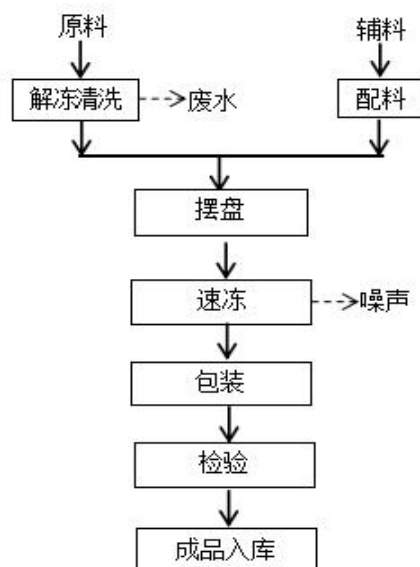 原料
辅料
解冻清洗
废水
配料
摆盘
速冻
噪声
包装
检验
成品入库